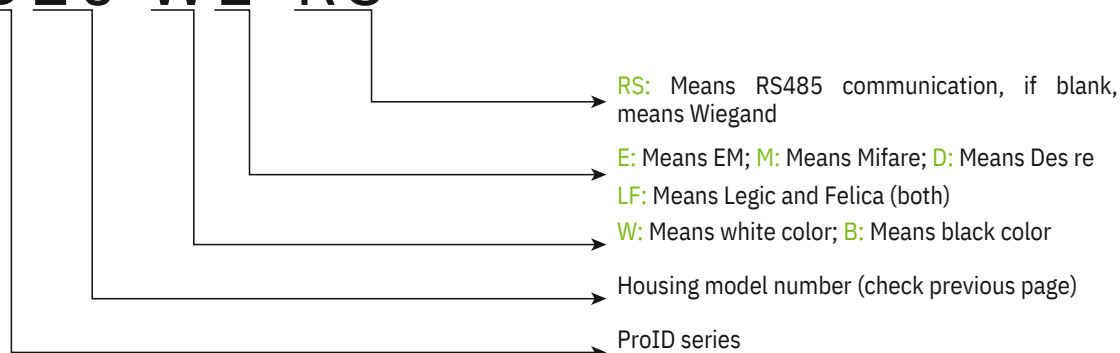 RS: Means RS485 communication, if blank,
means Wiegand
E: Means EM; M: Means Mifare; D: Means Des re
LF: Means Legic and Felica (both)
W: Means white color; B: Means black color
Housing model number (check previous page)
ProID series